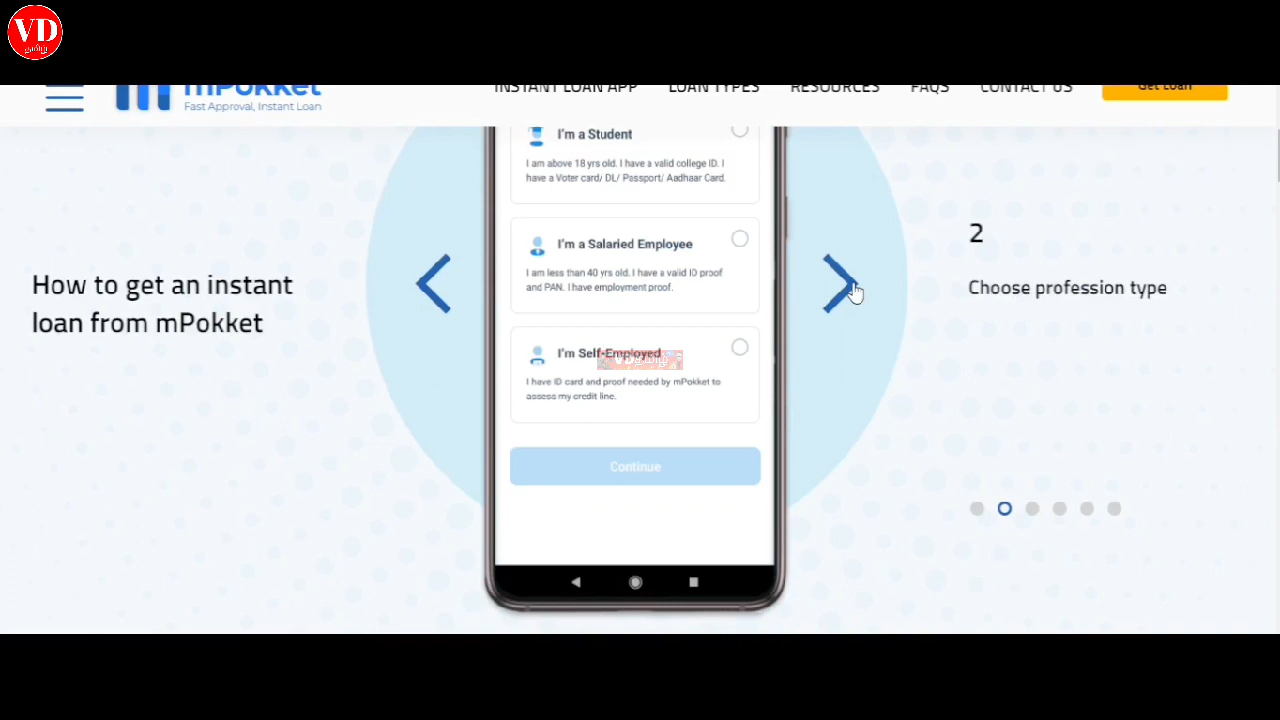 VD
தமிழ்
mPokket
Fast Approval, Instant Loan
INSTANT LOAN APP
LOAN TYPES
RESOURCES
FAQS
CONTACT US
Get Loan
How to get an instant
loan from mPokket
I'm a Student
I am above 18 yrs old. I have a valid college ID. I
have a Voter card/ DL/ Passport/ Aadhaar Card.
I'm a Salaried Employee
I am less than 40 yrs old. I have a valid ID proof
and PAN. I have employment proof.
I'm Self-Employed
VD தமிழ்
I have ID card and proof needed by mPokket to
assess my credit line.
Continue
2
Choose profession type